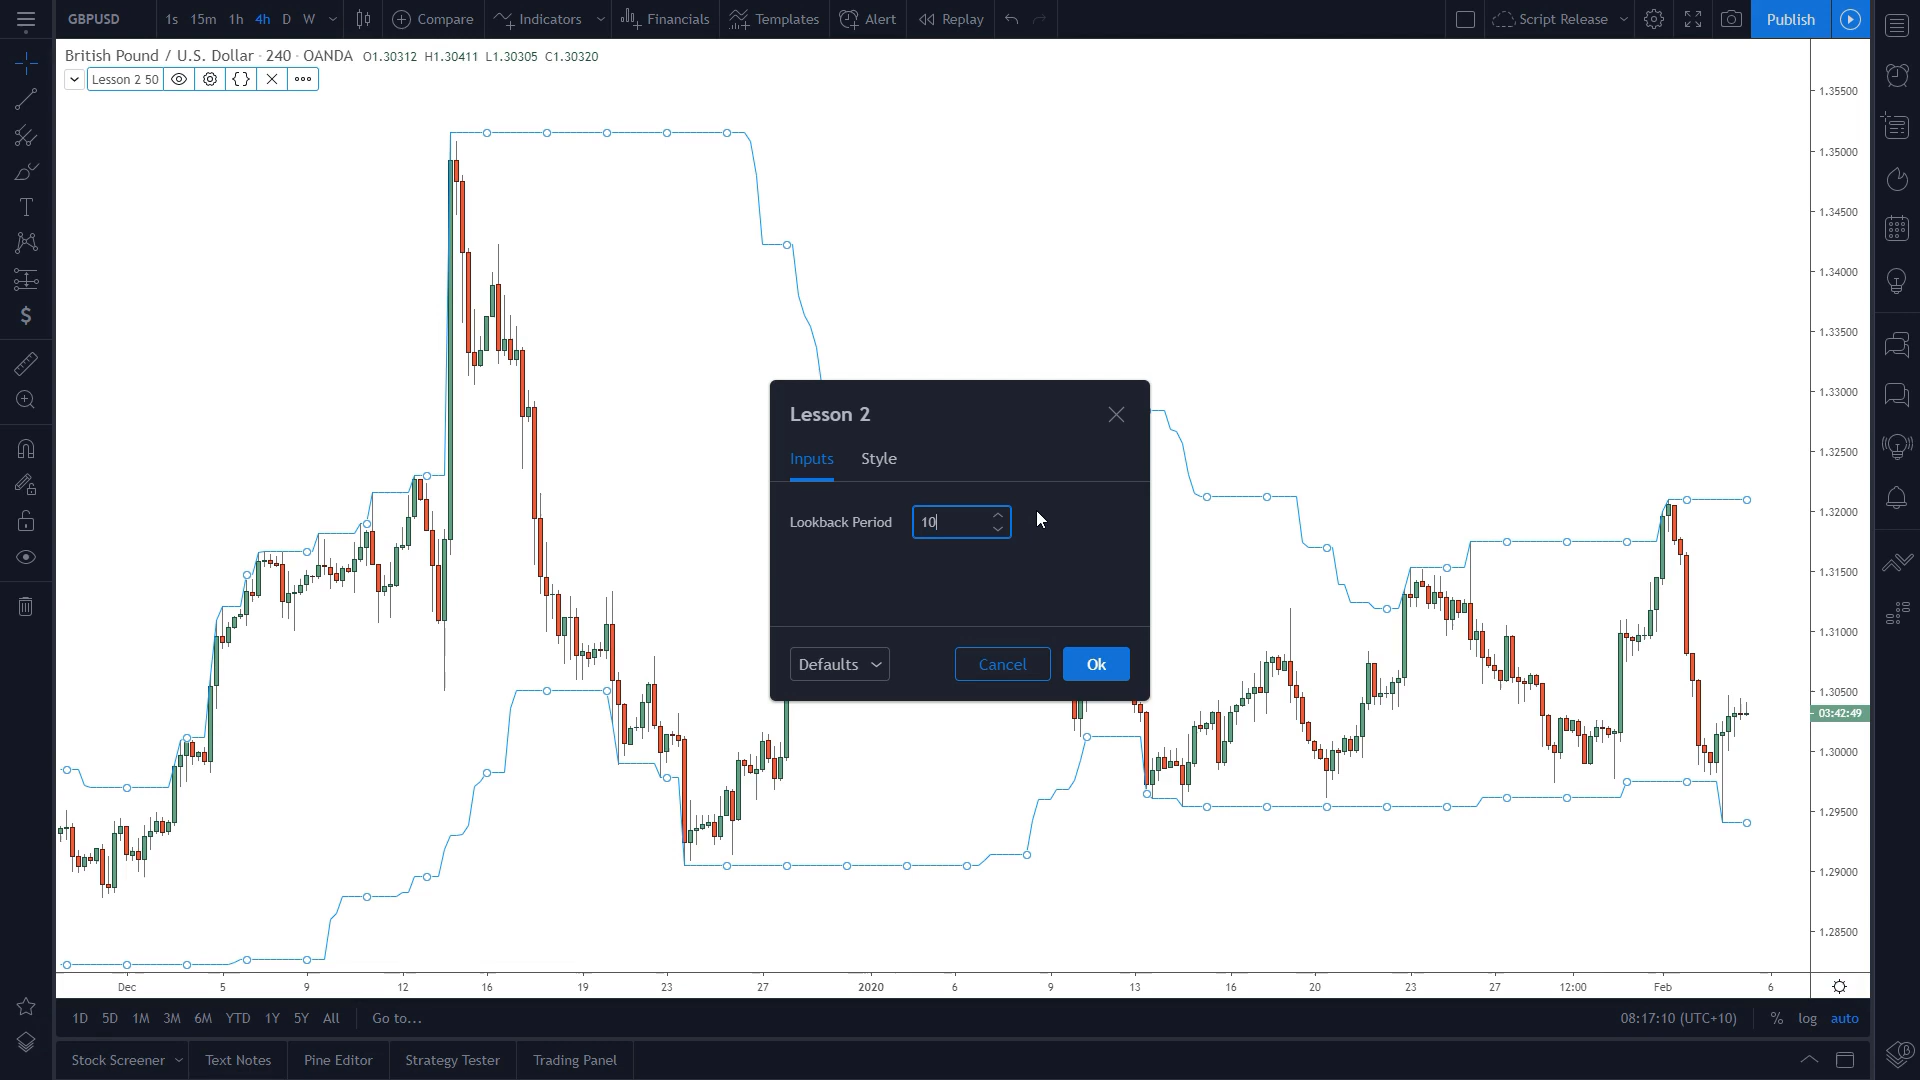 GBPUSD 1s 15m 1h 4h D W Compare Indicators Financials Templates Alert Replay Script Release Publish
British Pound / U.S. Dollar · 240 · OANDA O1.30312 H1.30411 L1.30305 C1.30320
Lesson 2 50
1.35500
1.35000
1.34500
1.34000
1.33500
1.33000
1.32500
1.32000
1.31500
1.31000
1.30500
03:42:49
1.30000
1.29500
1.29000
1.28500
Lesson 2
Inputs Style
Lookback Period 10
Defaults Cancel Ok
Dec 5 9 12 16 19 23 27 2020 6 9 13 16 20 23 27 12:00 Feb 6
1D 5D 1M 3M 6M YTD 1Y 5Y All Go to... 08:17:10 (UTC+10) % log auto
Stock Screener Text Notes Pine Editor Strategy Tester Trading Panel